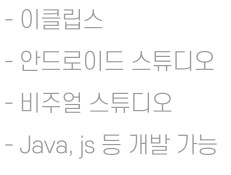 - 이클립스
- 안드로이드 스튜디오
- 비주얼 스튜디오
- Java, js 등 개발 가능